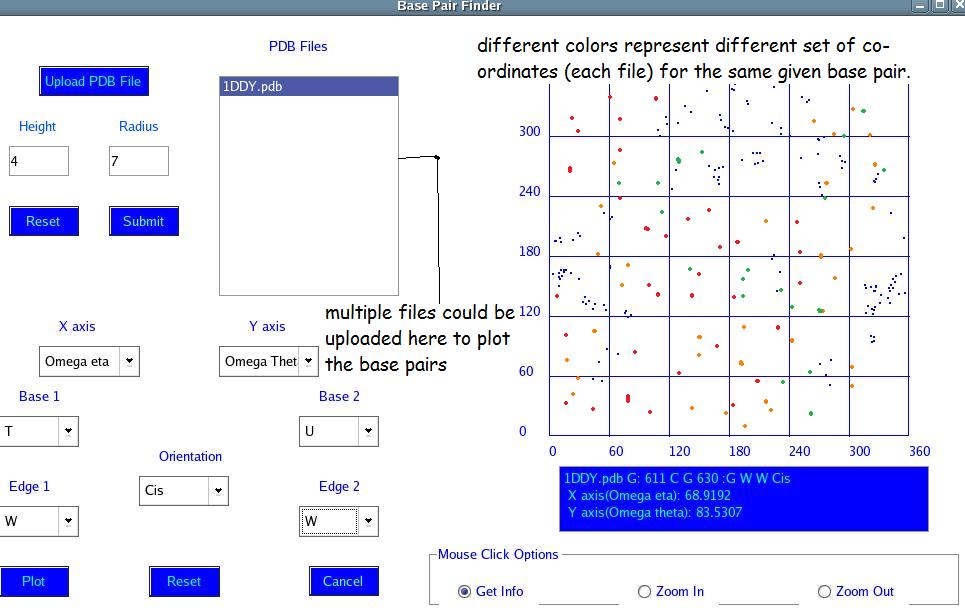 Base Pair Finder
PDB Files
different colors represent different set of co-
ordinates (each file) for the same given base pair.
Upload PDB File
1DDY.pdb
Height
Radius
4
7
Reset
Submit
multiple files could be
uploaded here to plot
the base pairs
X axis
Y axis
Omega eta
Omega Thet
Base 1
Base 2
T
U
Orientation
Edge 1
Cis
Edge 2
W
W
Plot
Reset
Cancel
300
240
180
120
60
0
0 60 120 180 240 300 360
1DDY.pdb G: 611 C G 630 :G W W Cis
X axis(Omega eta): 68.9192
Y axis(Omega theta): 83.5307
Mouse Click Options
Get Info
Zoom In
Zoom Out